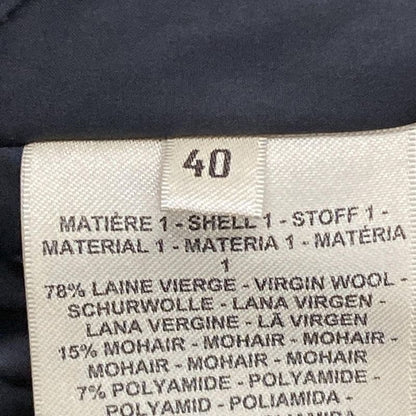 40
MATIÈRE 1 - SHELL 1 - STOFF 1 -
MATERIAL 1 - MATERIA 1 - MATÉRIA
1
78% LAINE VIERGE - VIRGIN WOOL -
SCHURWOLLE - LANA VIRGEN -
LANA VERGINE - LÃ VIRGEN
15% MOHAIR - MOHAIR - MOHAIR -
MOHAIR - MOHAIR - MOHAIR
7% POLYAMIDE - POLYAMIDE -
POLYAMID - POLIAMIDA -